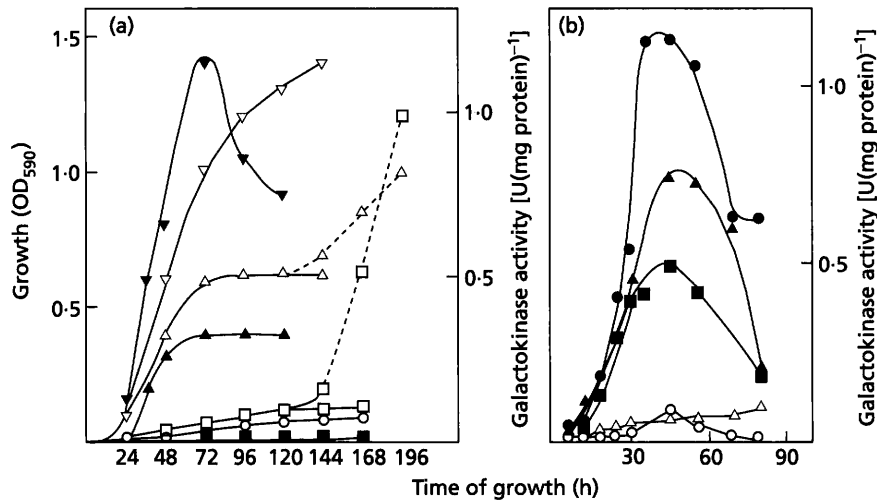 (a)
(b)
1.5
1.0
0.5
Growth (OD590)
1.0
0.5
Galactokinase activity [U(mg protein)–1]
1.0
0.5
Galactokinase activity [U(mg protein)–1]
24 48 72 96 120 144 168 196
30 60 90
Time of growth (h)